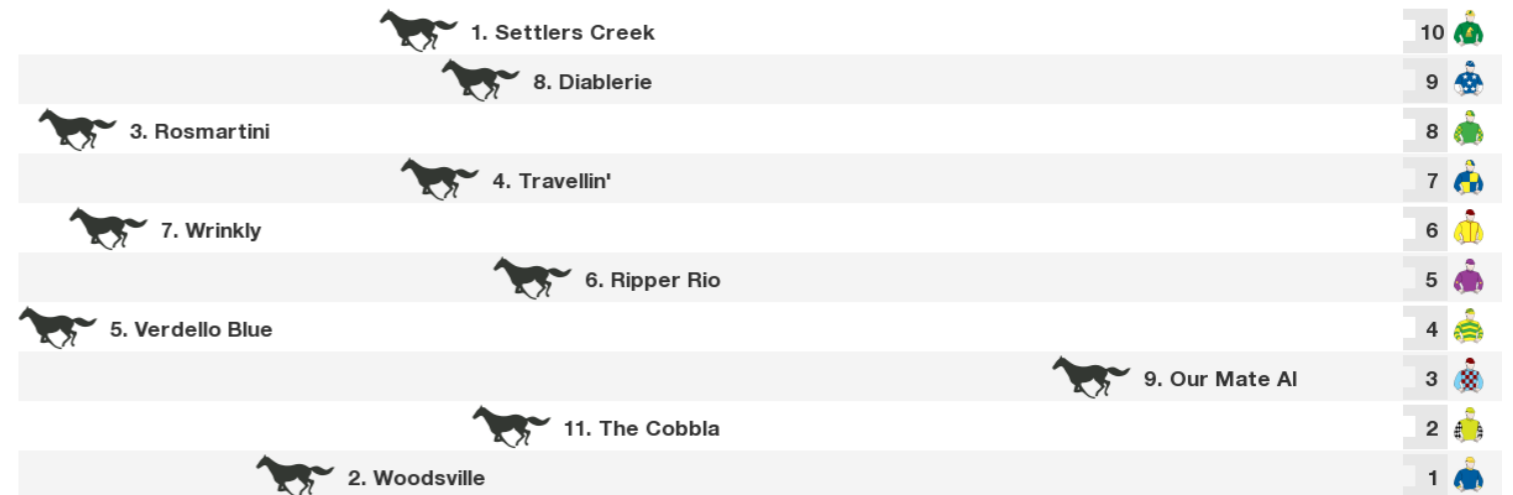 1. Settlers Creek 10
8. Diablerie 9
3. Rosmartini 8
4. Travellin' 7
7. Wrinkly 6
6. Ripper Rio 5
5. Verdello Blue 4
9. Our Mate Al 3
11. The Cobbla 2
2. Woodsville 1